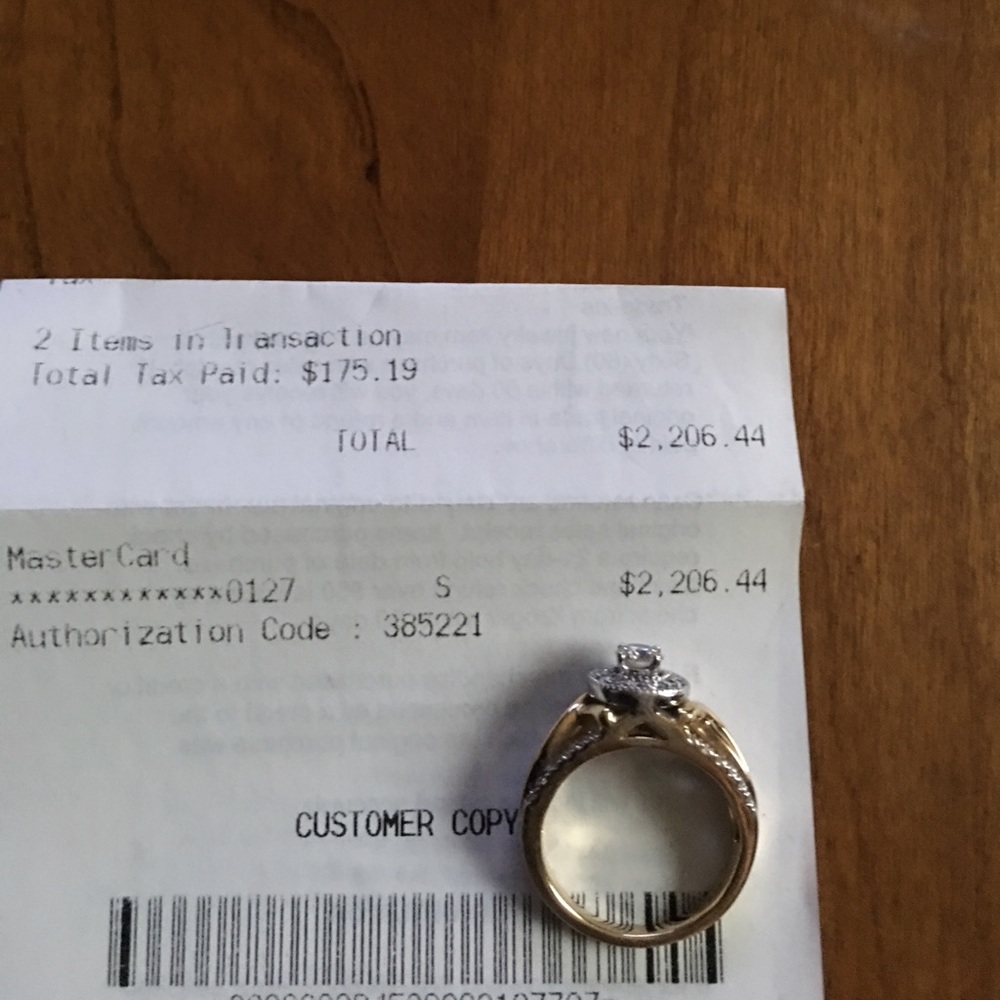 2 Items in Transaction
Total Tax Paid: $175.19
TOTAL $2,206.44
MasterCard
************0127 S $2,206.44
Authorization Code : 385221
CUSTOMER COPY